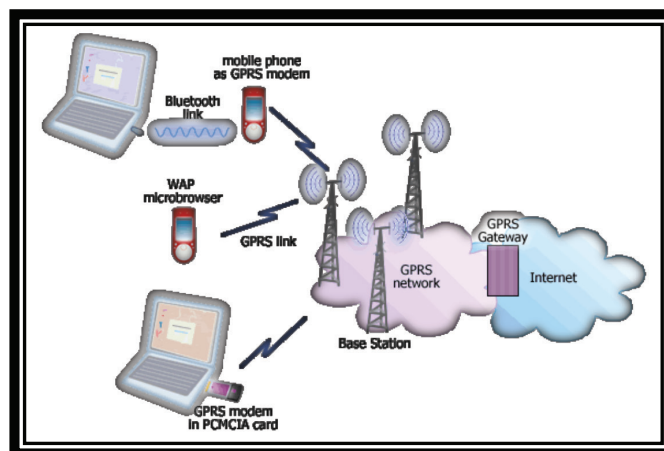 mobile phone
as GPRS modem
Bluetooth
link
WAP
microbrowser
GPRS link
GPRS
Gateway
GPRS
network
Internet
Base Station
GPRS modem
in PCMCIA card